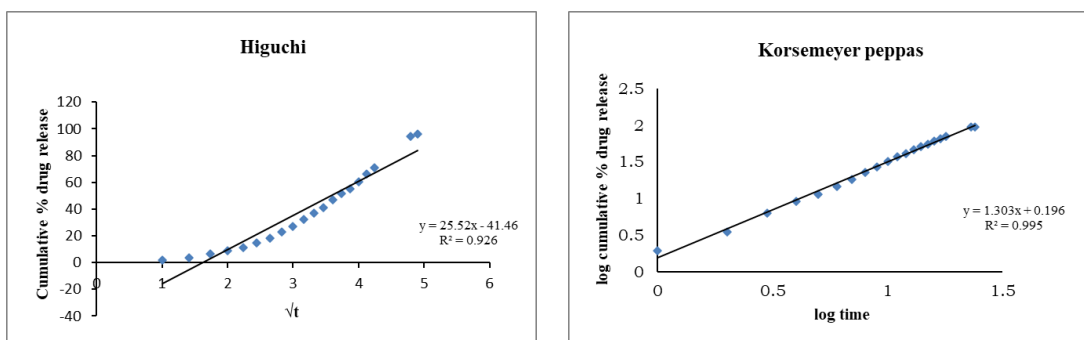 Higuchi
Cumulative % drug release
120
100
80
60
40
20
0
-20
-40
0
1
2
3
4
5
6
y = 25.52x - 41.46
R² = 0.926
√t
Korsemeyer peppas
log cumulative % drug release
2.5
2
1.5
1
0.5
0
0
0.5
1
1.5
y = 1.303x + 0.196
R² = 0.995
log time